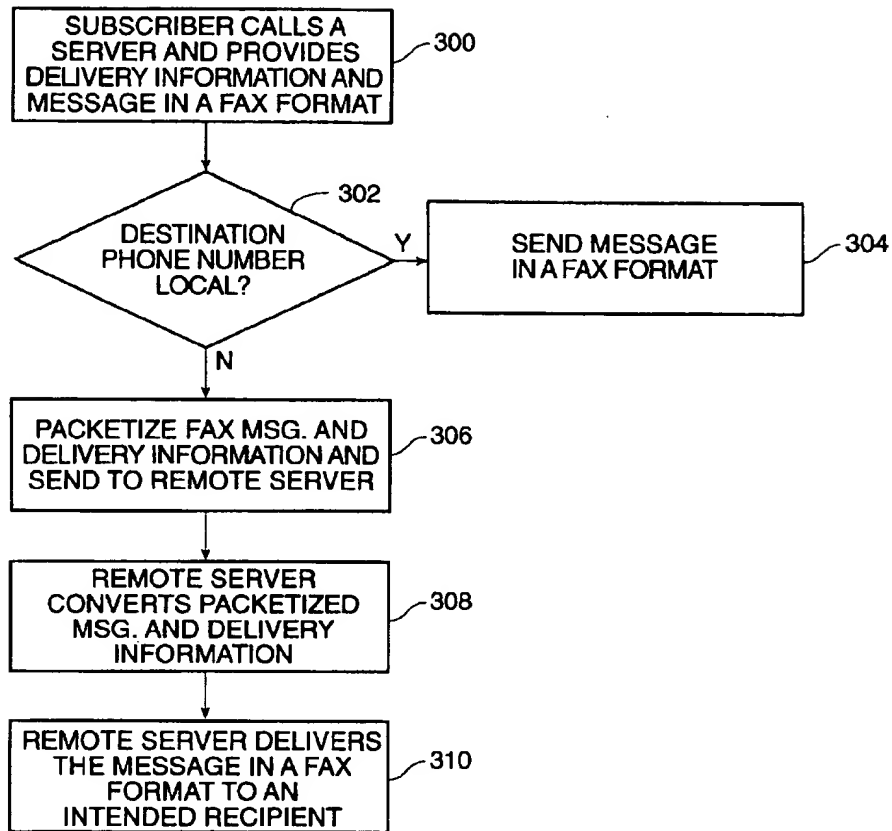 SUBSCRIBER CALLS A
SERVER AND PROVIDES
DELIVERY INFORMATION AND
MESSAGE IN A FAX FORMAT
300
302
DESTINATION
PHONE NUMBER
LOCAL?
Y
SEND MESSAGE
IN A FAX FORMAT
304
N
PACKETIZE FAX MSG. AND
DELIVERY INFORMATION AND
SEND TO REMOTE SERVER
306
REMOTE SERVER
CONVERTS PACKETIZED
MSG. AND DELIVERY
INFORMATION
308
REMOTE SERVER DELIVERS
THE MESSAGE IN A FAX
FORMAT TO AN
INTENDED RECIPIENT
310